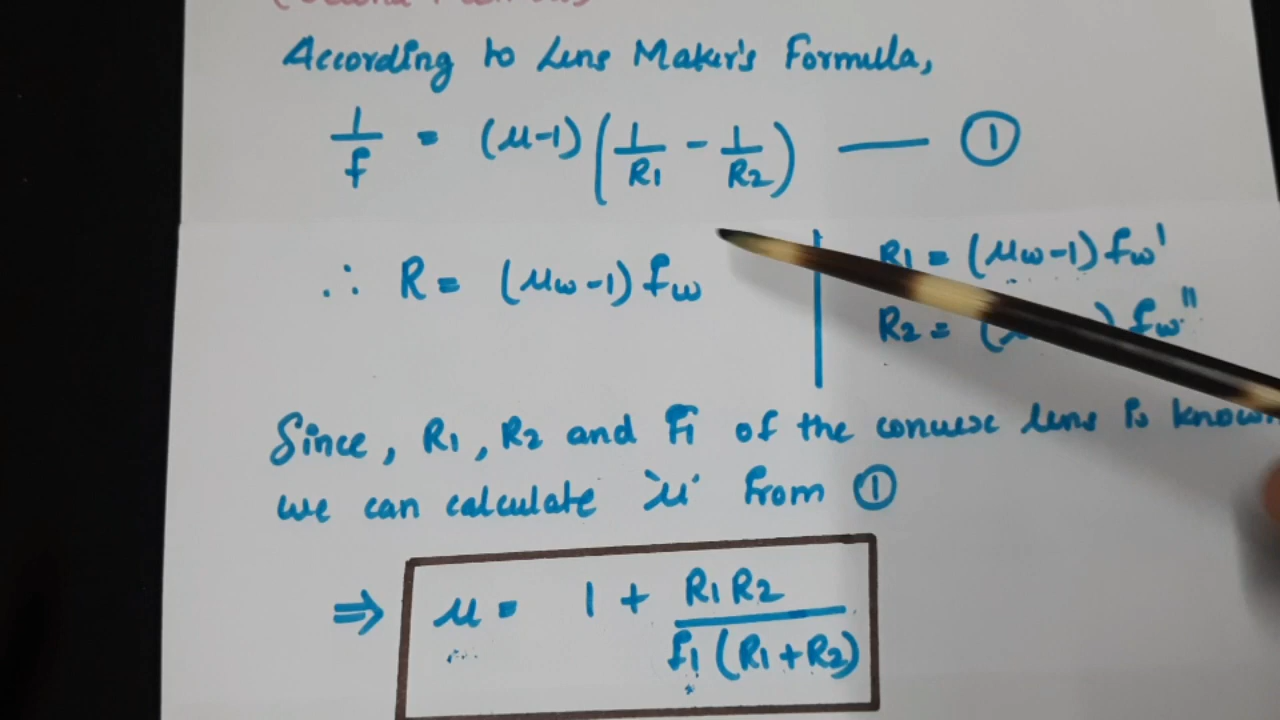 According to Lens Maker's Formula,
1/f = (μ-1) (1/R1 - 1/R2) —— ①
∴ R = (μw-1) fw
R1 = (μw-1) fw'
R2 = (μ ) fw''
Since, R1, R2 and f1 of the convex lens is known
we can calculate 'μ' from ①
⇒ μ = 1 + R1 R2 / f1 (R1+R2)